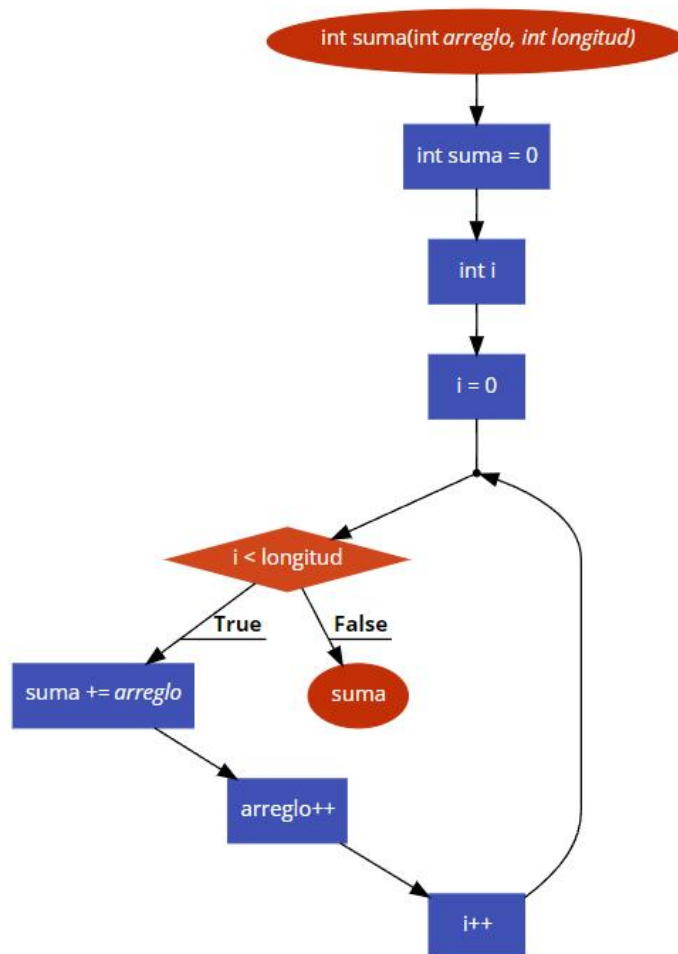 int suma(int arreglo, int longitud)
int suma = 0
int i
i = 0
i < longitud
True
False
suma += arreglo
suma
arreglo++
i++